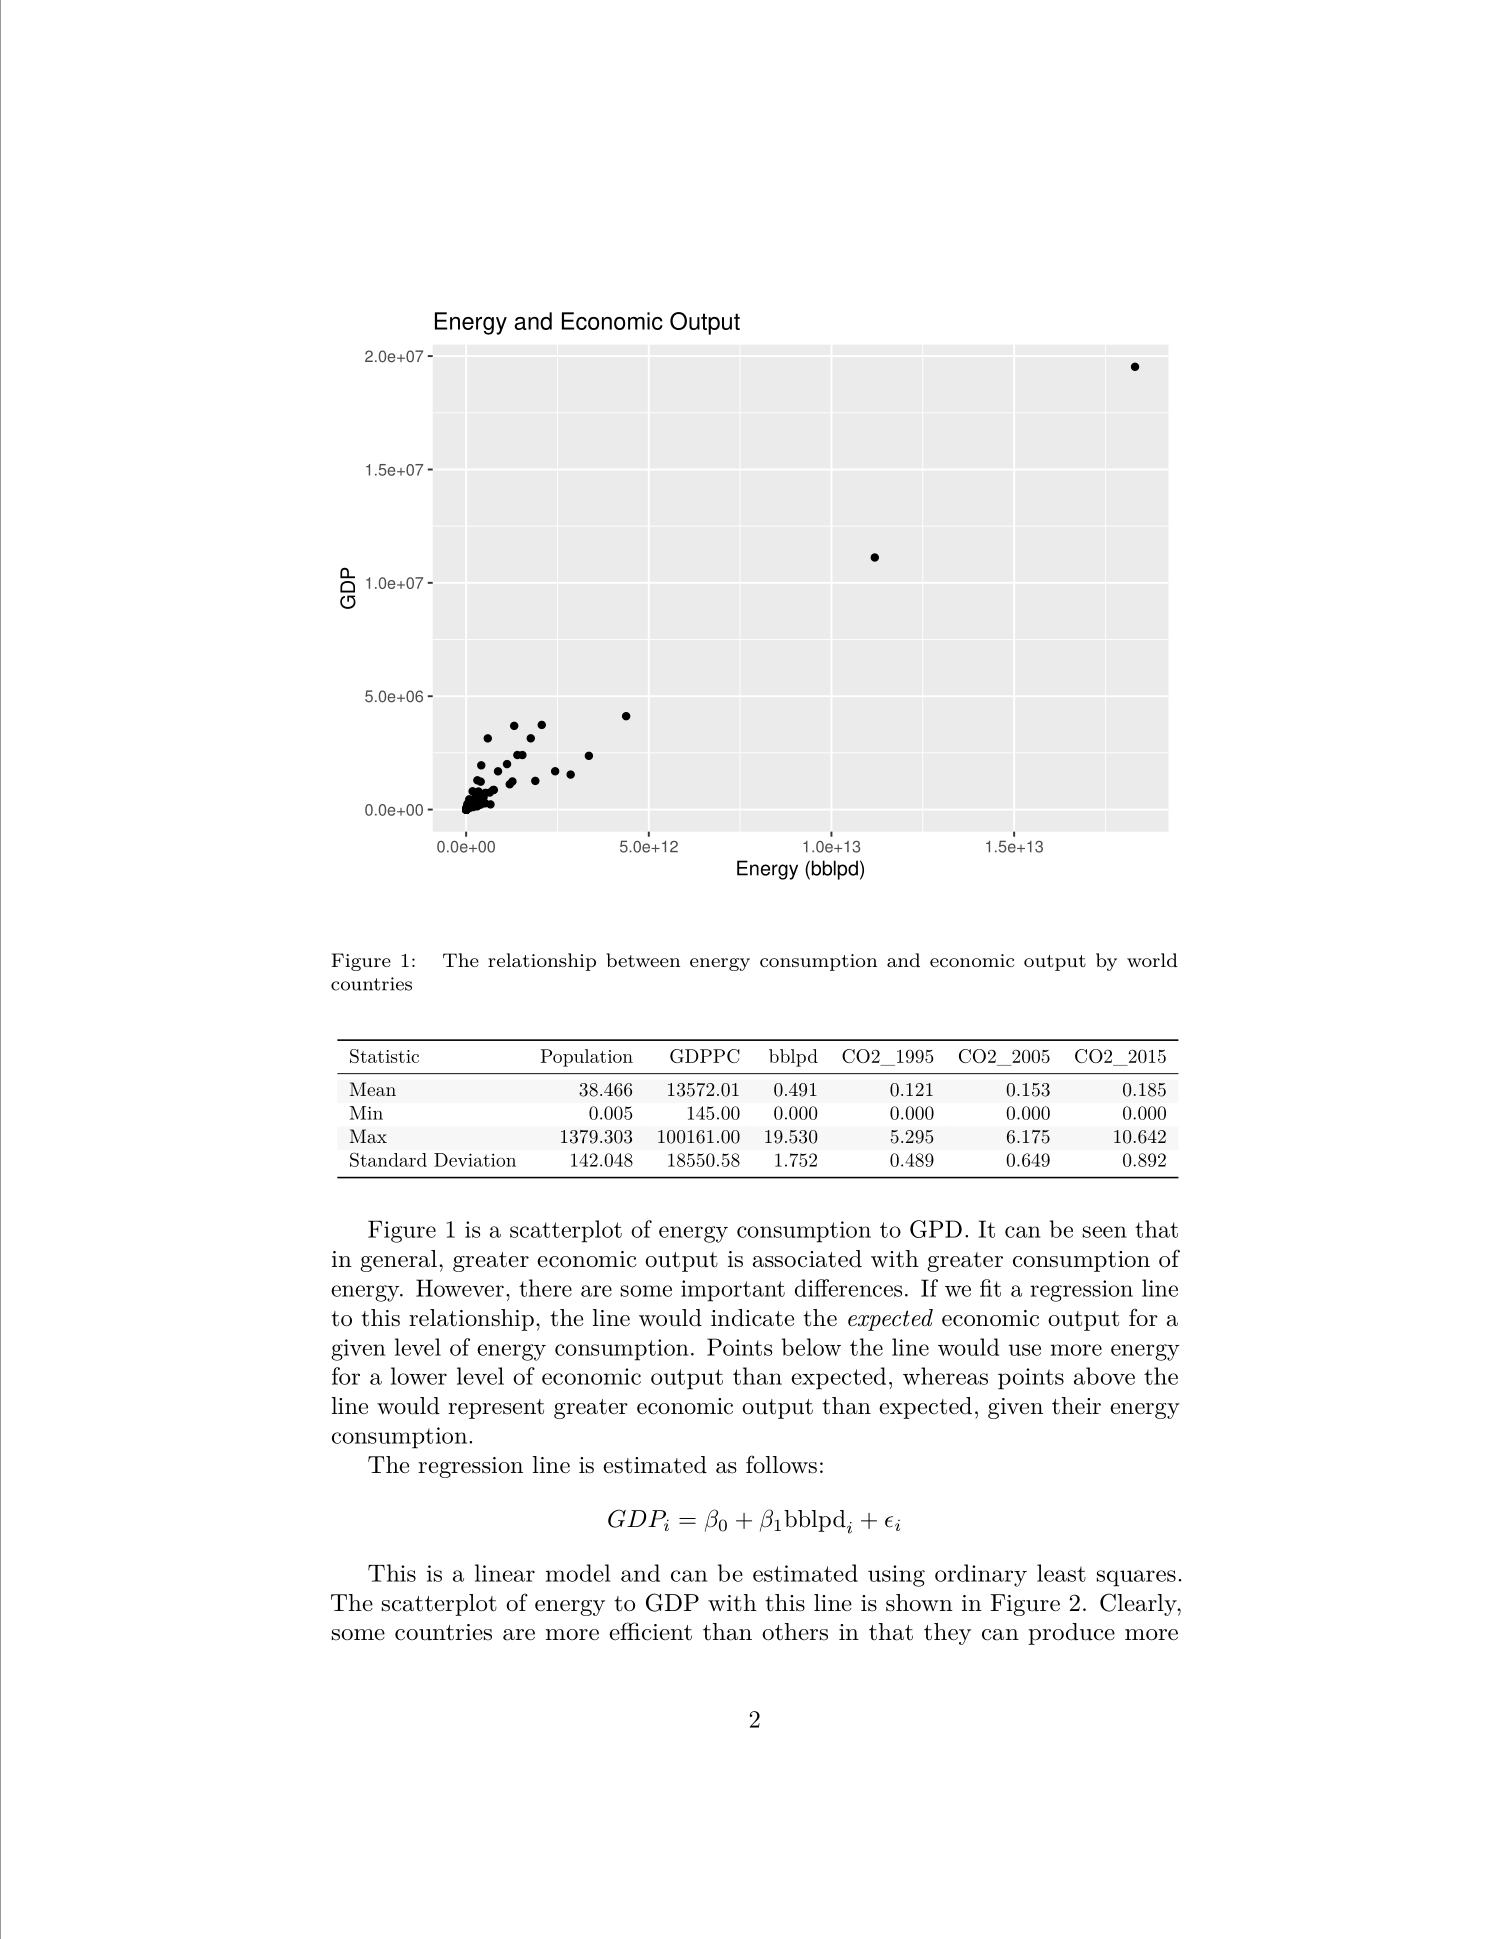 Energy and Economic Output
2.0e+07
1.5e+07
1.0e+07
5.0e+06
0.0e+00
GDP
0.0e+00 5.0e+12 1.0e+13 1.5e+13
Energy (bblpd)
Figure 1: The relationship between energy consumption and economic output by world
countries
Statistic Population GDPPC bblpd CO2_1995 CO2_2005 CO2_2015
Mean 38.466 13572.01 0.491 0.121 0.153 0.185
Min 0.005 145.00 0.000 0.000 0.000 0.000
Max 1379.303 100161.00 19.530 5.295 6.175 10.642
Standard Deviation 142.048 18550.58 1.752 0.489 0.649 0.892
Figure 1 is a scatterplot of energy consumption to GPD. It can be seen that
in general, greater economic output is associated with greater consumption of
energy. However, there are some important differences. If we fit a regression line
to this relationship, the line would indicate the expected economic output for a
given level of energy consumption. Points below the line would use more energy
for a lower level of economic output than expected, whereas points above the
line would represent greater economic output than expected, given their energy
consumption.
The regression line is estimated as follows:
GDPᵢ = β₀ + β₁bblpdᵢ + ϵᵢ
This is a linear model and can be estimated using ordinary least squares.
The scatterplot of energy to GDP with this line is shown in Figure 2. Clearly,
some countries are more efficient than others in that they can produce more
2